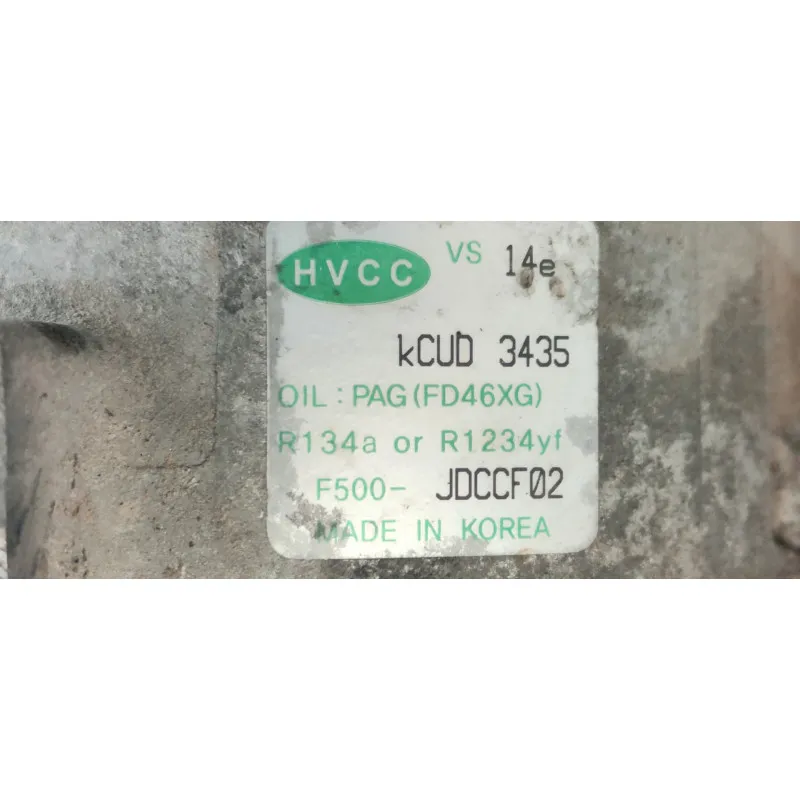 HVCC VS 14e
kCUD 3435
OIL : PAG (FD46XG)
R134a or R1234yf
F500- JDCCF02
MADE IN KOREA